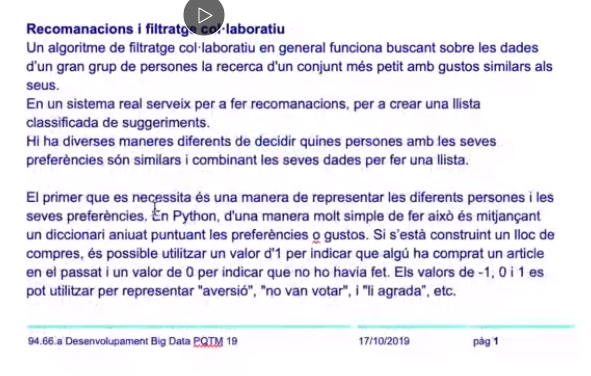 Recomanacions i filtratge col·laboratiu
Un algoritme de filtratge col·laboratiu en general funciona buscant sobre les dades
d'un gran grup de persones la recerca d'un conjunt més petit amb gustos similars als
seus.
En un sistema real serveix per a fer recomanacions, per a crear una llista
classificada de suggeriments.
Hi ha diverses maneres diferents de decidir quines persones amb les seves
preferències són similars i combinant les seves dades per fer una llista.
El primer que es necessita és una manera de representar les diferents persones i les
seves preferències. En Python, d'una manera molt simple de fer això és mitjançant
un diccionari aniuat puntuant les preferències o gustos. Si s'està construint un lloc de
compres, és possible utilitzar un valor d'1 per indicar que algú ha comprat un article
en el passat i un valor de 0 per indicar que no ho havia fet. Els valors de -1, 0 i 1 es
pot utilitzar per representar "aversió", "no van votar", i "li agrada", etc.
94.66.a Desenvolupament Big Data PQTM 19 17/10/2019 pàg 1